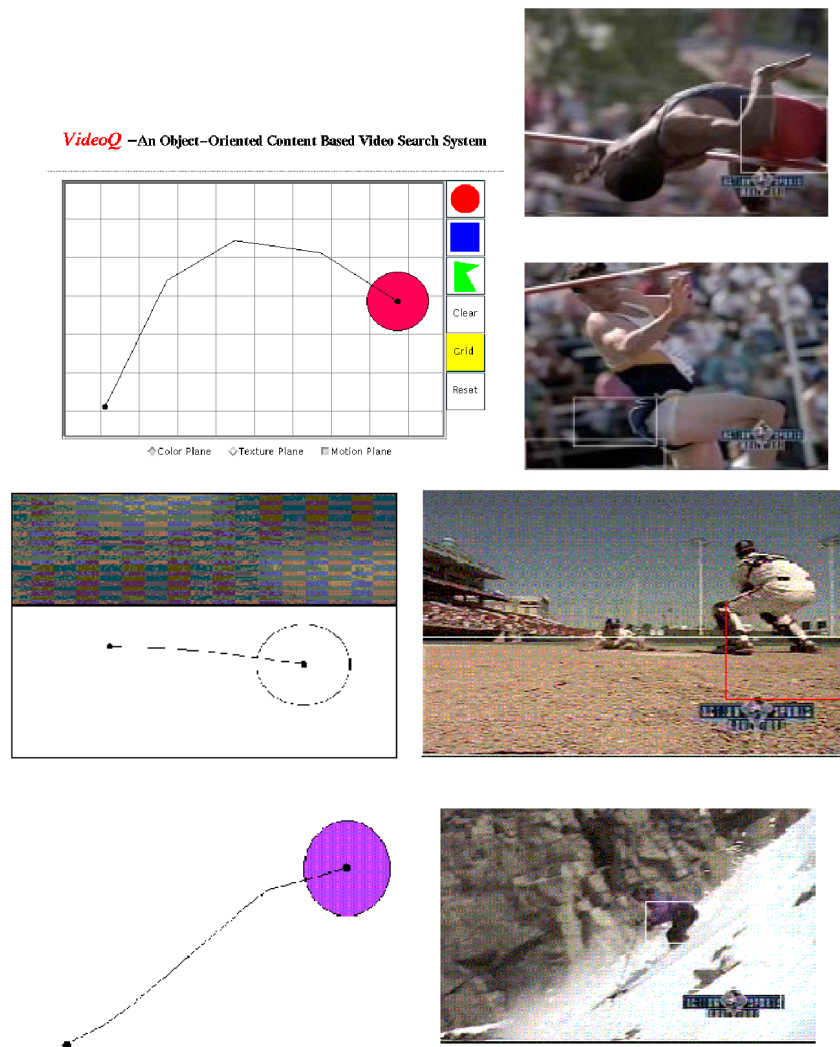 VideoQ –An Object–Oriented Content Based Video Search System
Clear
Grid
Reset
Color Plane Texture Plane Motion Plane